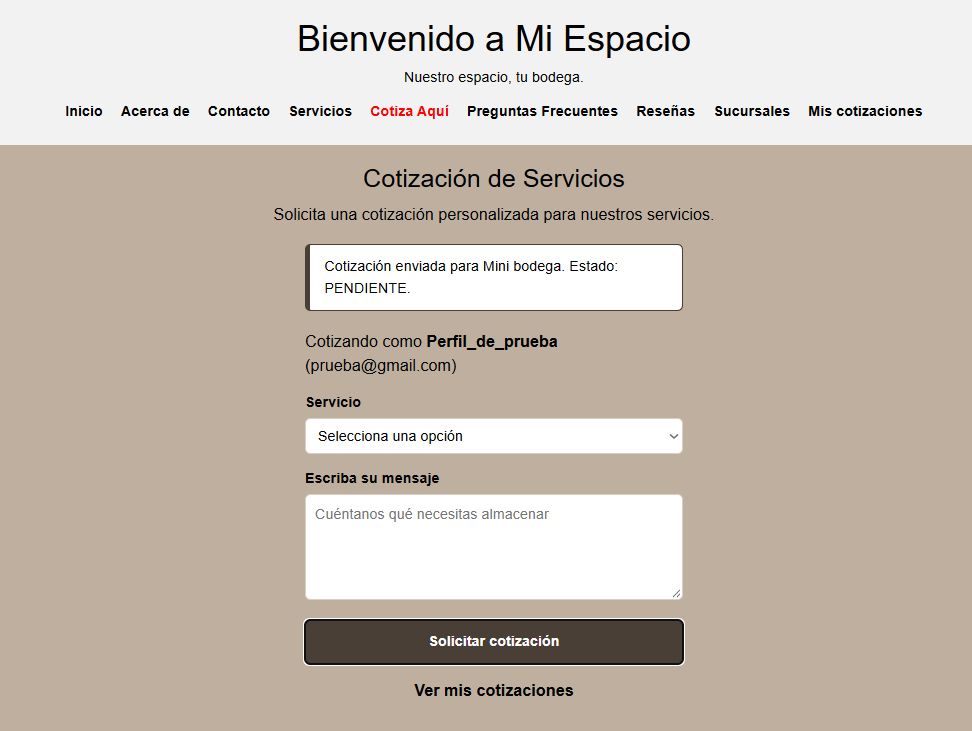 Bienvenido a Mi Espacio
Nuestro espacio, tu bodega.
Inicio Acerca de Contacto Servicios Cotiza Aquí Preguntas Frecuentes Reseñas Sucursales Mis cotizaciones
Cotización de Servicios
Solicita una cotización personalizada para nuestros servicios.
Cotización enviada para Mini bodega. Estado:
PENDIENTE.
Cotizando como Perfil_de_prueba
(prueba@gmail.com)
Servicio
Selecciona una opción
Escriba su mensaje
Cuéntanos qué necesitas almacenar
Solicitar cotización
Ver mis cotizaciones